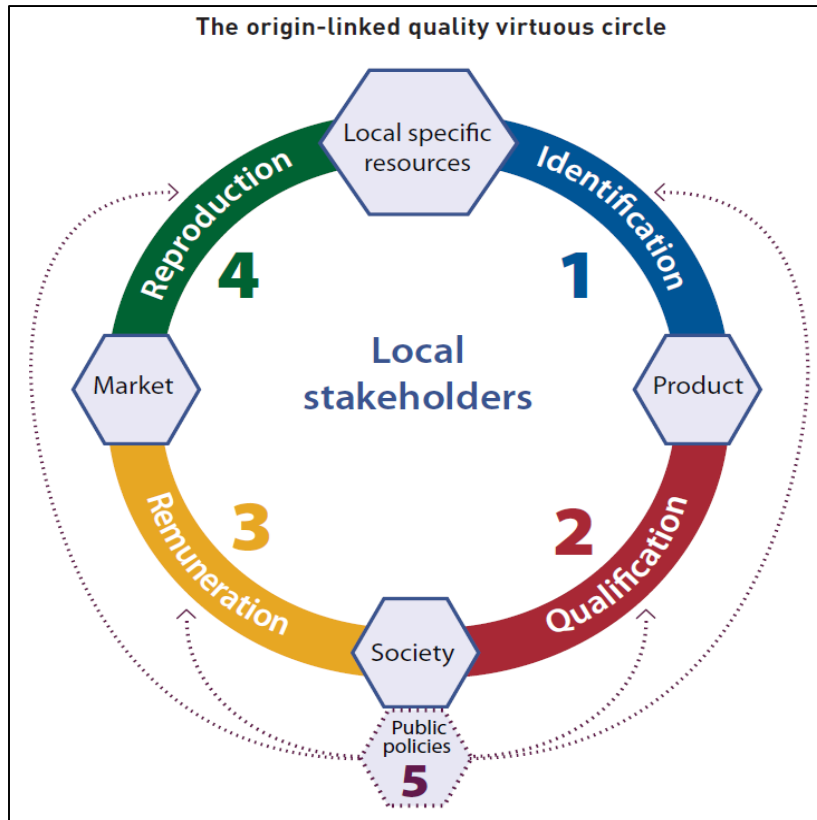 The origin-linked quality virtuous circle
Local specific
resources
Identification
1
Product
Qualification
2
Society
Remuneration
3
Market
Reproduction
4
Local
stakeholders
Public
policies
5